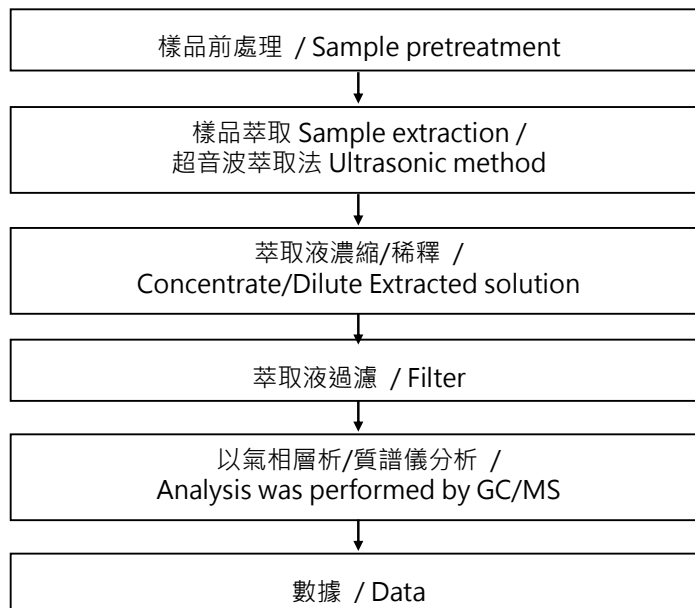 樣品前處理 / Sample pretreatment
樣品萃取 Sample extraction /
超音波萃取法 Ultrasonic method
萃取液濃縮/稀釋 /
Concentrate/Dilute Extracted solution
萃取液過濾 / Filter
以氣相層析/質譜儀分析 /
Analysis was performed by GC/MS
數據 / Data